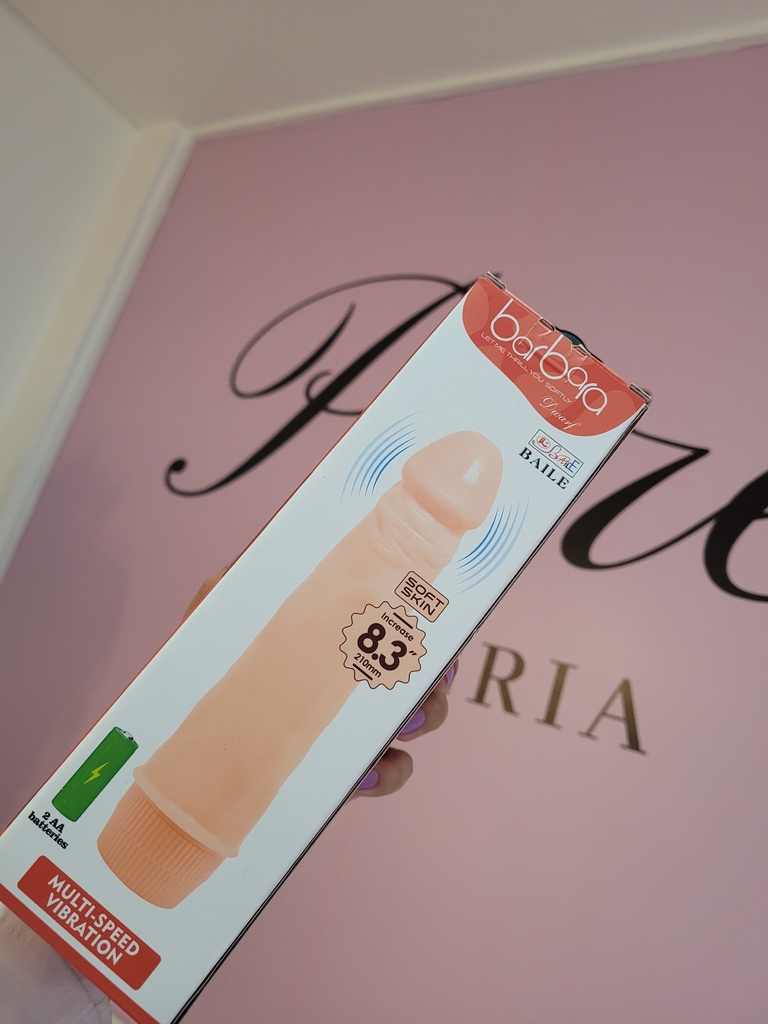 barbara
LET ME THRILL YOU SOFTLY
Dwarf
BAILE
SOFT
SKIN
increase
8.3"
210mm
2 AA
batteries
MULTI-SPEED
VIBRATION
RIA